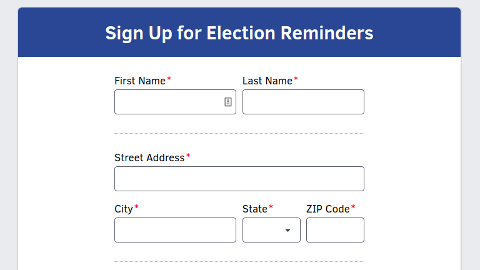 Sign Up for Election Reminders
First Name* Last Name*
Street Address*
City* State* ZIP Code*